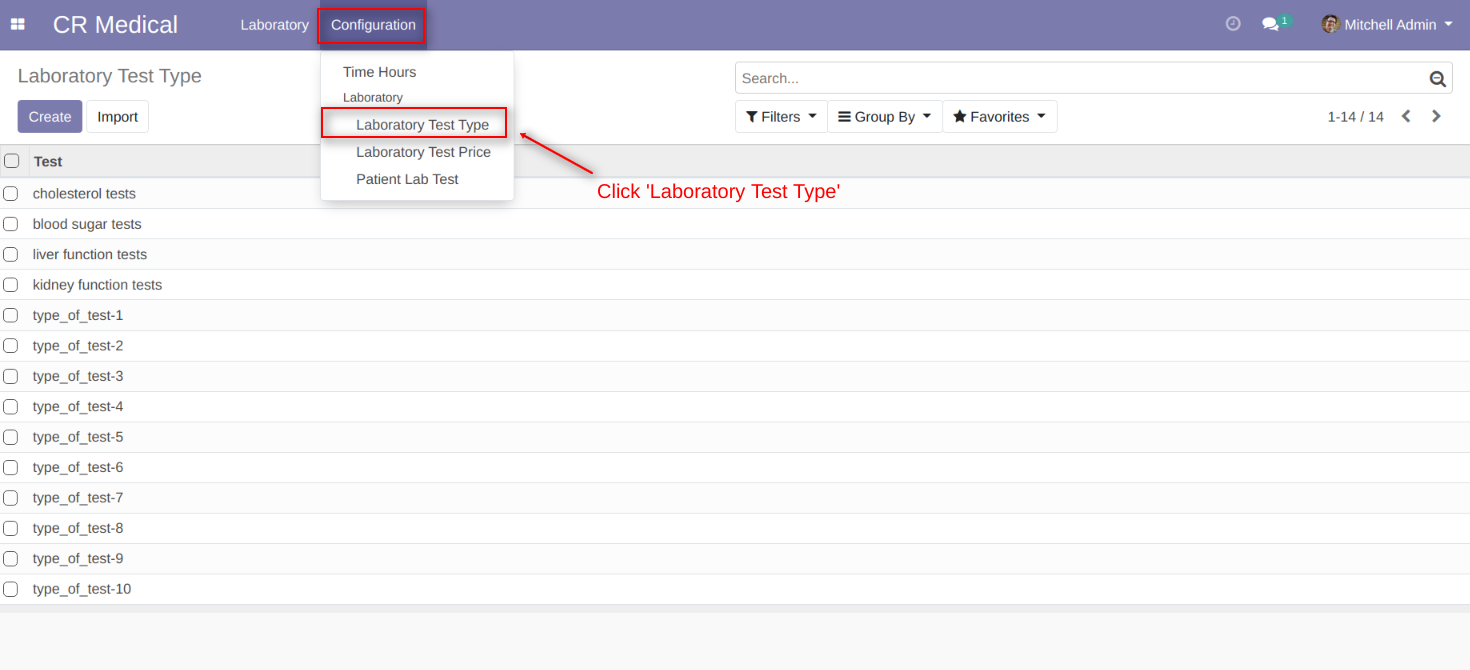 CR Medical Laboratory Configuration 1 Mitchell Admin
Laboratory Test Type
Search...
Create Import
Filters Group By Favorites 1-14 / 14
Time Hours
Laboratory
Laboratory Test Type
Laboratory Test Price
Patient Lab Test
Click 'Laboratory Test Type'
Test
cholesterol tests
blood sugar tests
liver function tests
kidney function tests
type_of_test-1
type_of_test-2
type_of_test-3
type_of_test-4
type_of_test-5
type_of_test-6
type_of_test-7
type_of_test-8
type_of_test-9
type_of_test-10